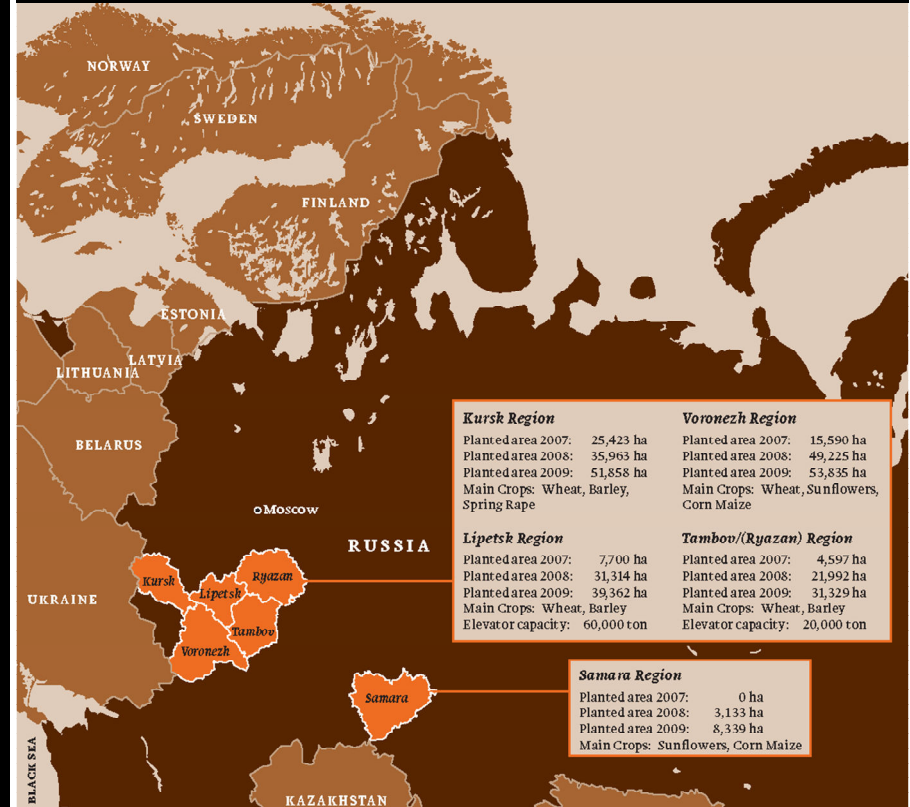 NORWAY
SWEDEN
FINLAND
ESTONIA
LATVIA
LITHUANIA
BELARUS
Moscow
RUSSIA
UKRAINE
Kursk
Lipetsk
Ryazan
Tambov
Voronezh
Samara
BLACK SEA
KAZAKHSTAN
Kursk Region
Planted area 2007: 25,423 ha
Planted area 2008: 35,963 ha
Planted area 2009: 51,858 ha
Main Crops: Wheat, Barley,
Spring Rape
Voronezh Region
Planted area 2007: 15,590 ha
Planted area 2008: 49,225 ha
Planted area 2009: 53,835 ha
Main Crops: Wheat, Sunflowers,
Corn Maize
Lipetsk Region
Planted area 2007: 7,700 ha
Planted area 2008: 31,314 ha
Planted area 2009: 39,362 ha
Main Crops: Wheat, Barley
Elevator capacity: 60,000 ton
Tambov/(Ryazan) Region
Planted area 2007: 4,597 ha
Planted area 2008: 21,992 ha
Planted area 2009: 31,329 ha
Main Crops: Wheat, Barley
Elevator capacity: 20,000 ton
Samara Region
Planted area 2007: 0 ha
Planted area 2008: 3,133 ha
Planted area 2009: 8,339 ha
Main Crops: Sunflowers, Corn Maize